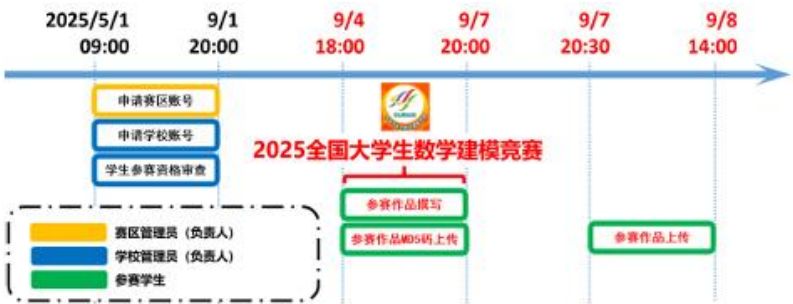 2025/5/1 9/1 9/4 9/7 9/7 9/8
09:00 20:00 18:00 20:00 20:30 14:00
申请赛区账号
申请学校账号
学生参赛资格审查
2025全国大学生数学建模竞赛
参赛作品撰写
参赛作品MD5码上传
参赛作品上传
赛区管理员（负责人）
学校管理员（负责人）
参赛学生